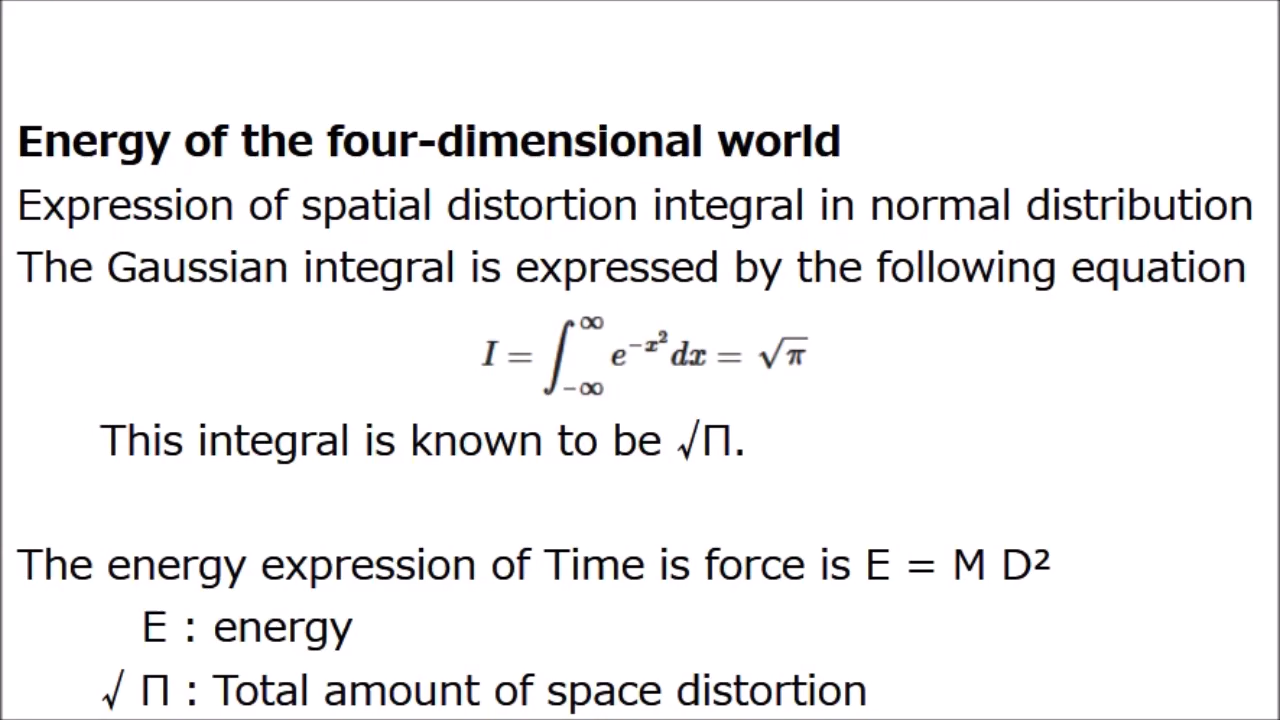 Energy of the four-dimensional world
Expression of spatial distortion integral in normal distribution
The Gaussian integral is expressed by the following equation
I = ∫_{-∞}^{∞} e^{-x²} dx = √π
This integral is known to be √Π.
The energy expression of Time is force is E = M D²
E : energy
√ Π : Total amount of space distortion